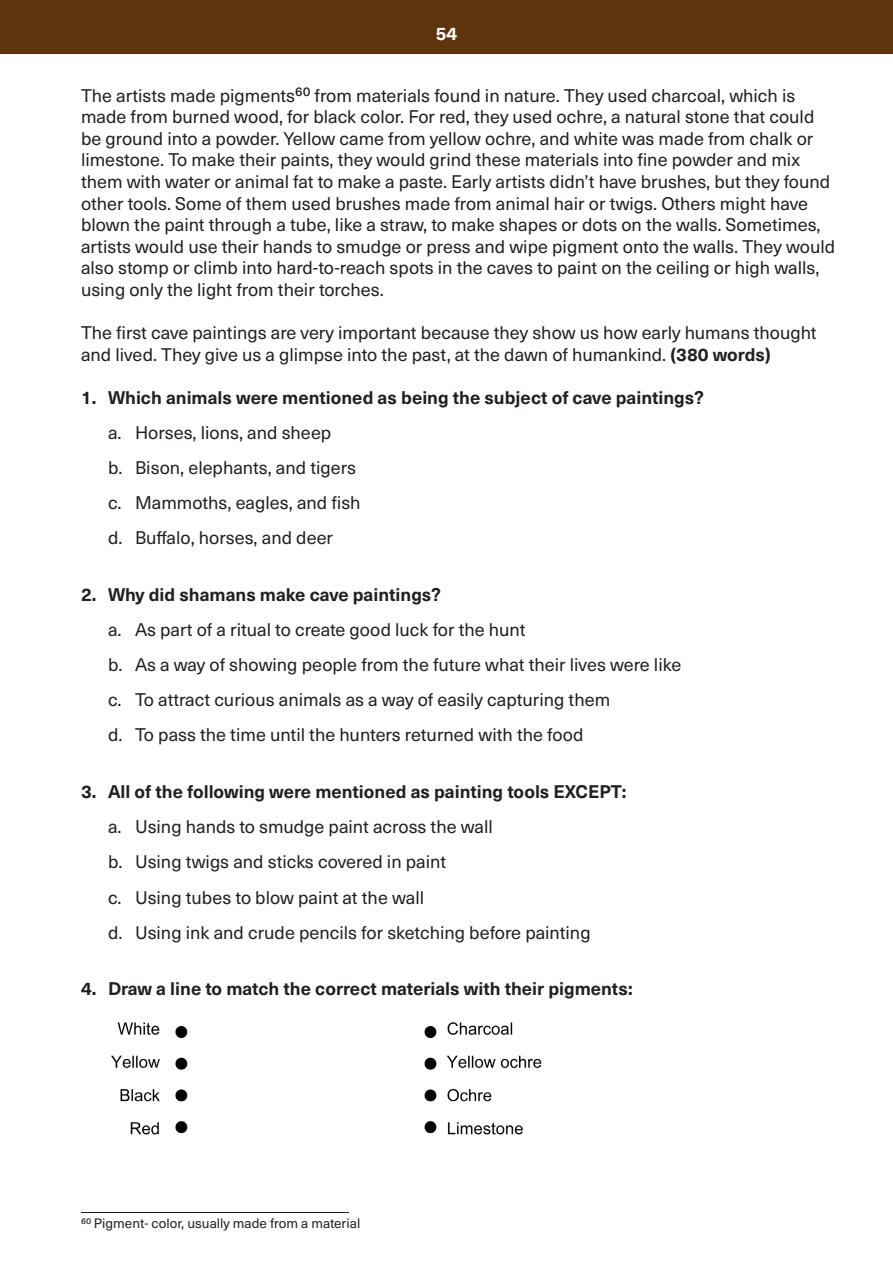 54
The artists made pigments⁶⁰ from materials found in nature. They used charcoal, which is
made from burned wood, for black color. For red, they used ochre, a natural stone that could
be ground into a powder. Yellow came from yellow ochre, and white was made from chalk or
limestone. To make their paints, they would grind these materials into fine powder and mix
them with water or animal fat to make a paste. Early artists didn’t have brushes, but they found
other tools. Some of them used brushes made from animal hair or twigs. Others might have
blown the paint through a tube, like a straw, to make shapes or dots on the walls. Sometimes,
artists would use their hands to smudge or press and wipe pigment onto the walls. They would
also stomp or climb into hard-to-reach spots in the caves to paint on the ceiling or high walls,
using only the light from their torches.
The first cave paintings are very important because they show us how early humans thought
and lived. They give us a glimpse into the past, at the dawn of humankind. (380 words)
1. Which animals were mentioned as being the subject of cave paintings?
a. Horses, lions, and sheep
b. Bison, elephants, and tigers
c. Mammoths, eagles, and fish
d. Buffalo, horses, and deer
2. Why did shamans make cave paintings?
a. As part of a ritual to create good luck for the hunt
b. As a way of showing people from the future what their lives were like
c. To attract curious animals as a way of easily capturing them
d. To pass the time until the hunters returned with the food
3. All of the following were mentioned as painting tools EXCEPT:
a. Using hands to smudge paint across the wall
b. Using twigs and sticks covered in paint
c. Using tubes to blow paint at the wall
d. Using ink and crude pencils for sketching before painting
4. Draw a line to match the correct materials with their pigments:
White ● ● Charcoal
Yellow ● ● Yellow ochre
Black ● ● Ochre
Red ● ● Limestone
⁶⁰ Pigment- color, usually made from a material